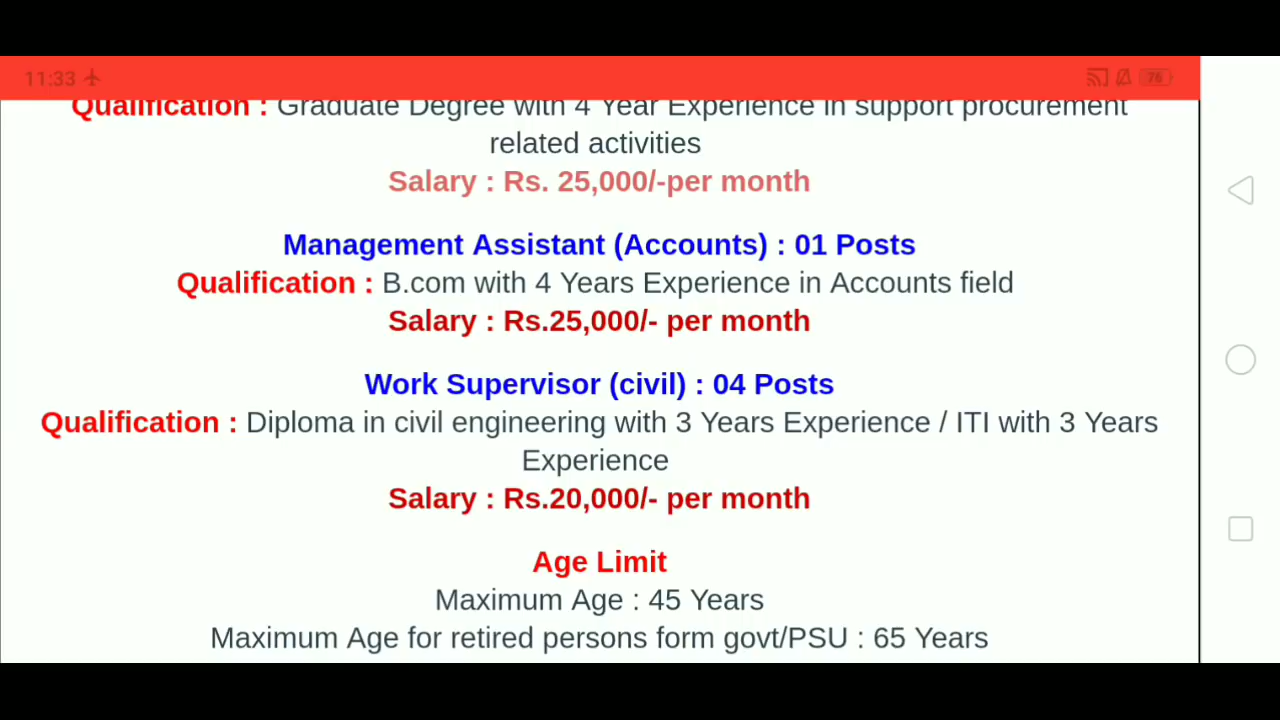 11:33
76
Qualification : Graduate Degree with 4 Year Experience in support procurement
related activities
Salary : Rs. 25,000/-per month
Management Assistant (Accounts) : 01 Posts
Qualification : B.com with 4 Years Experience in Accounts field
Salary : Rs.25,000/- per month
Work Supervisor (civil) : 04 Posts
Qualification : Diploma in civil engineering with 3 Years Experience / ITI with 3 Years
Experience
Salary : Rs.20,000/- per month
Age Limit
Maximum Age : 45 Years
Maximum Age for retired persons form govt/PSU : 65 Years